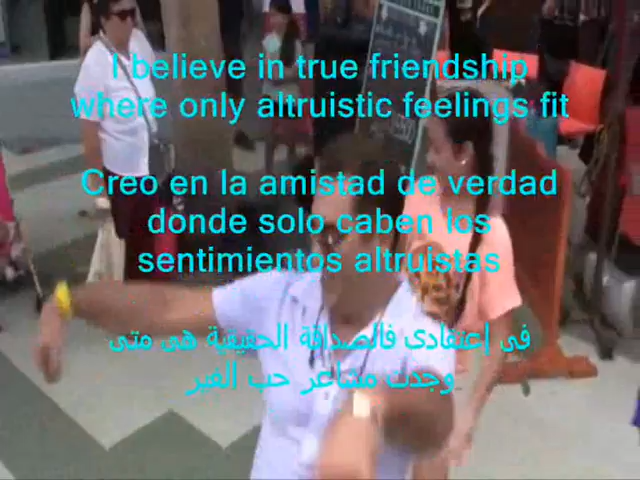 I believe in true friendship
where only altruistic feelings fit
Creo en la amistad de verdad
donde solo caben los
sentimientos altruistas
فى إعتقادى فالصداقة الحقيقية هى متى
وجدت مشاعر حب الغير